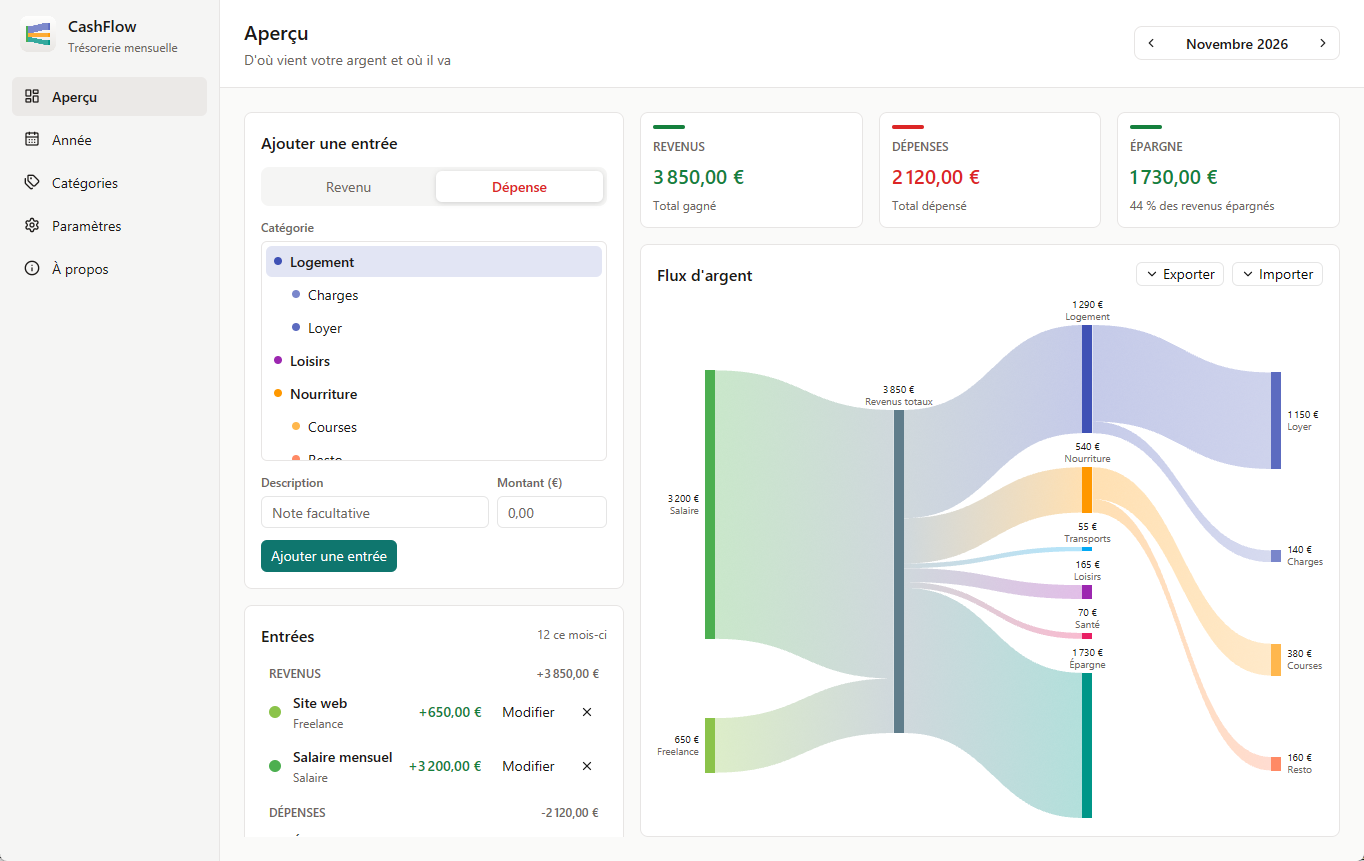 CashFlow
Trésorerie mensuelle
Aperçu
Année
Catégories
Paramètres
À propos
Aperçu
D'où vient votre argent et où il va
Novembre 2026
Ajouter une entrée
Revenu
Dépense
Catégorie
Logement
Charges
Loyer
Loisirs
Nourriture
Courses
Resto
Description
Montant (€)
Note facultative
0,00
Ajouter une entrée
Entrées
12 ce mois-ci
REVENUS
+3 850,00 €
Site web
Freelance
+650,00 €
Modifier
Salaire mensuel
Salaire
+3 200,00 €
Modifier
DÉPENSES
-2 120,00 €
REVENUS
3 850,00 €
Total gagné
DÉPENSES
2 120,00 €
Total dépensé
ÉPARGNE
1 730,00 €
44 % des revenus épargnés
Flux d'argent
Exporter
Importer
3 200 €
Salaire
650 €
Freelance
3 850 €
Revenus totaux
1 290 €
Logement
540 €
Nourriture
55 €
Transports
165 €
Loisirs
70 €
Santé
1 730 €
Épargne
1 150 €
Loyer
140 €
Charges
380 €
Courses
160 €
Resto